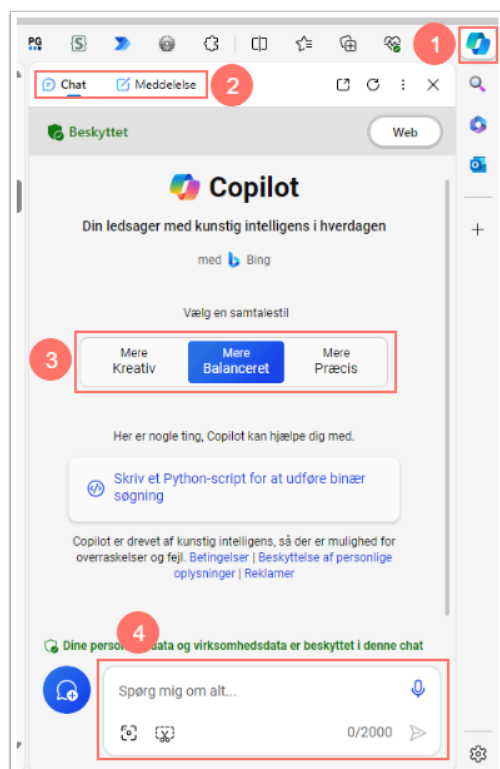 PG
S
1
Chat
Meddelelse
2
Beskyttet
Web
Copilot
Din ledsager med kunstig intelligens i hverdagen
med Bing
Vælg en samtalestil
3
Mere
Kreativ
Mere
Balanceret
Mere
Præcis
Her er nogle ting, Copilot kan hjælpe dig med.
Skriv et Python-script for at udføre binær
søgning
Copilot er drevet af kunstig intelligens, så der er mulighed for
overraskelser og fejl. Betingelser | Beskyttelse af personlige
oplysninger | Reklamer
4
Dine data og virksomhedsdata er beskyttet i denne chat
Spørg mig om alt...
0/2000